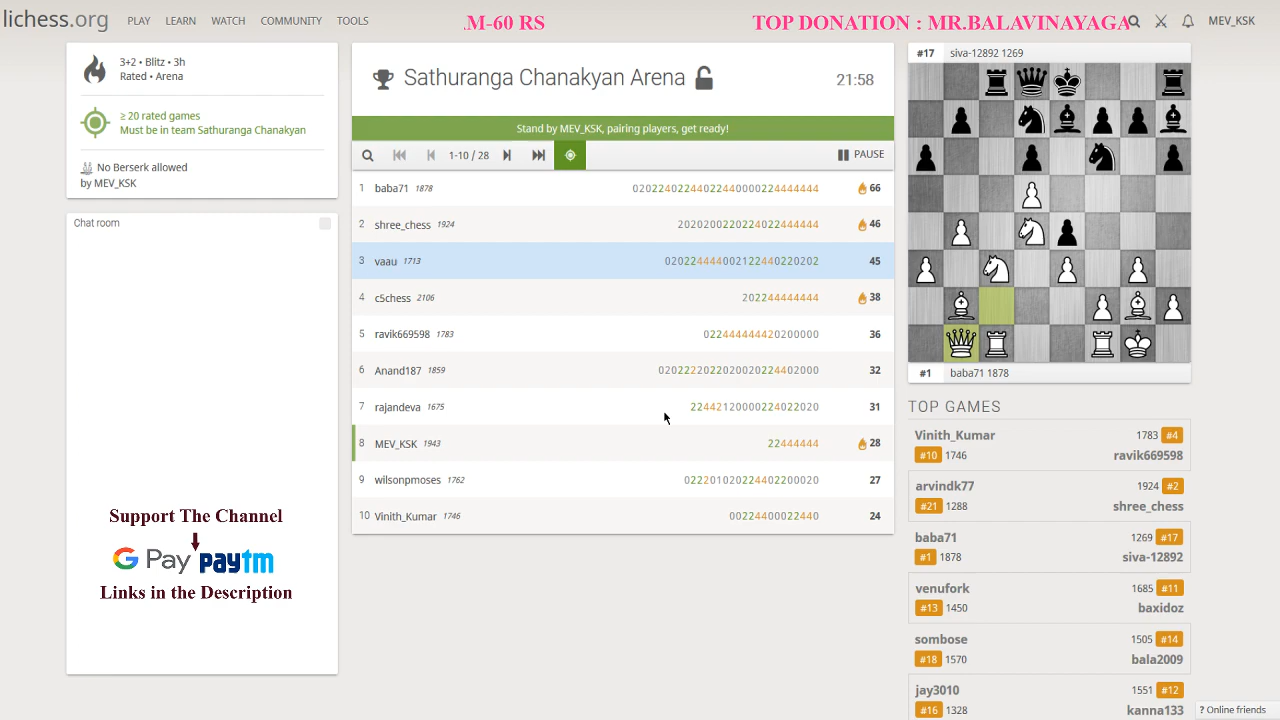 lichess.org PLAY LEARN WATCH COMMUNITY TOOLS .M-60 RS TOP DONATION : MR.BALAVINAYAGA MEV_KSK
3+2 • Blitz • 3h
Rated • Arena
≥ 20 rated games
Must be in team Sathuranga Chanakyan
No Berserk allowed
by MEV_KSK
Chat room
Support The Channel
G Pay paytm
Links in the Description
Sathuranga Chanakyan Arena 21:58
Stand by MEV_KSK, pairing players, get ready!
1-10 / 28 PAUSE
1 baba71 1878 020224022440224400002244444444 66
2 shree_chess 1924 2020200220224022444444 46
3 vaau 1713 020224444002122440220202 45
4 c5chess 2106 2022444444 38
5 ravik669598 1783 022444444420200000 36
6 Anand187 1859 0202222022020020224402000 32
7 rajandeva 1675 22442120000224022020 31
8 MEV_KSK 1943 22444444 28
9 wilsonpmoses 1762 022201020224402200020 27
10 Vinith_Kumar 1746 00224400022440 24
#17 siva-12892 1269
#1 baba71 1878
TOP GAMES
Vinith_Kumar 1783 #4
#10 1746 ravik669598
arvindk77 1924 #2
#21 1288 shree_chess
baba71 1269 #17
#1 1878 siva-12892
venufork 1685 #11
#13 1450 baxidoz
sombose 1505 #14
#18 1570 bala2009
jay3010 1551 #12
#16 1328 kanna133
? Online friends